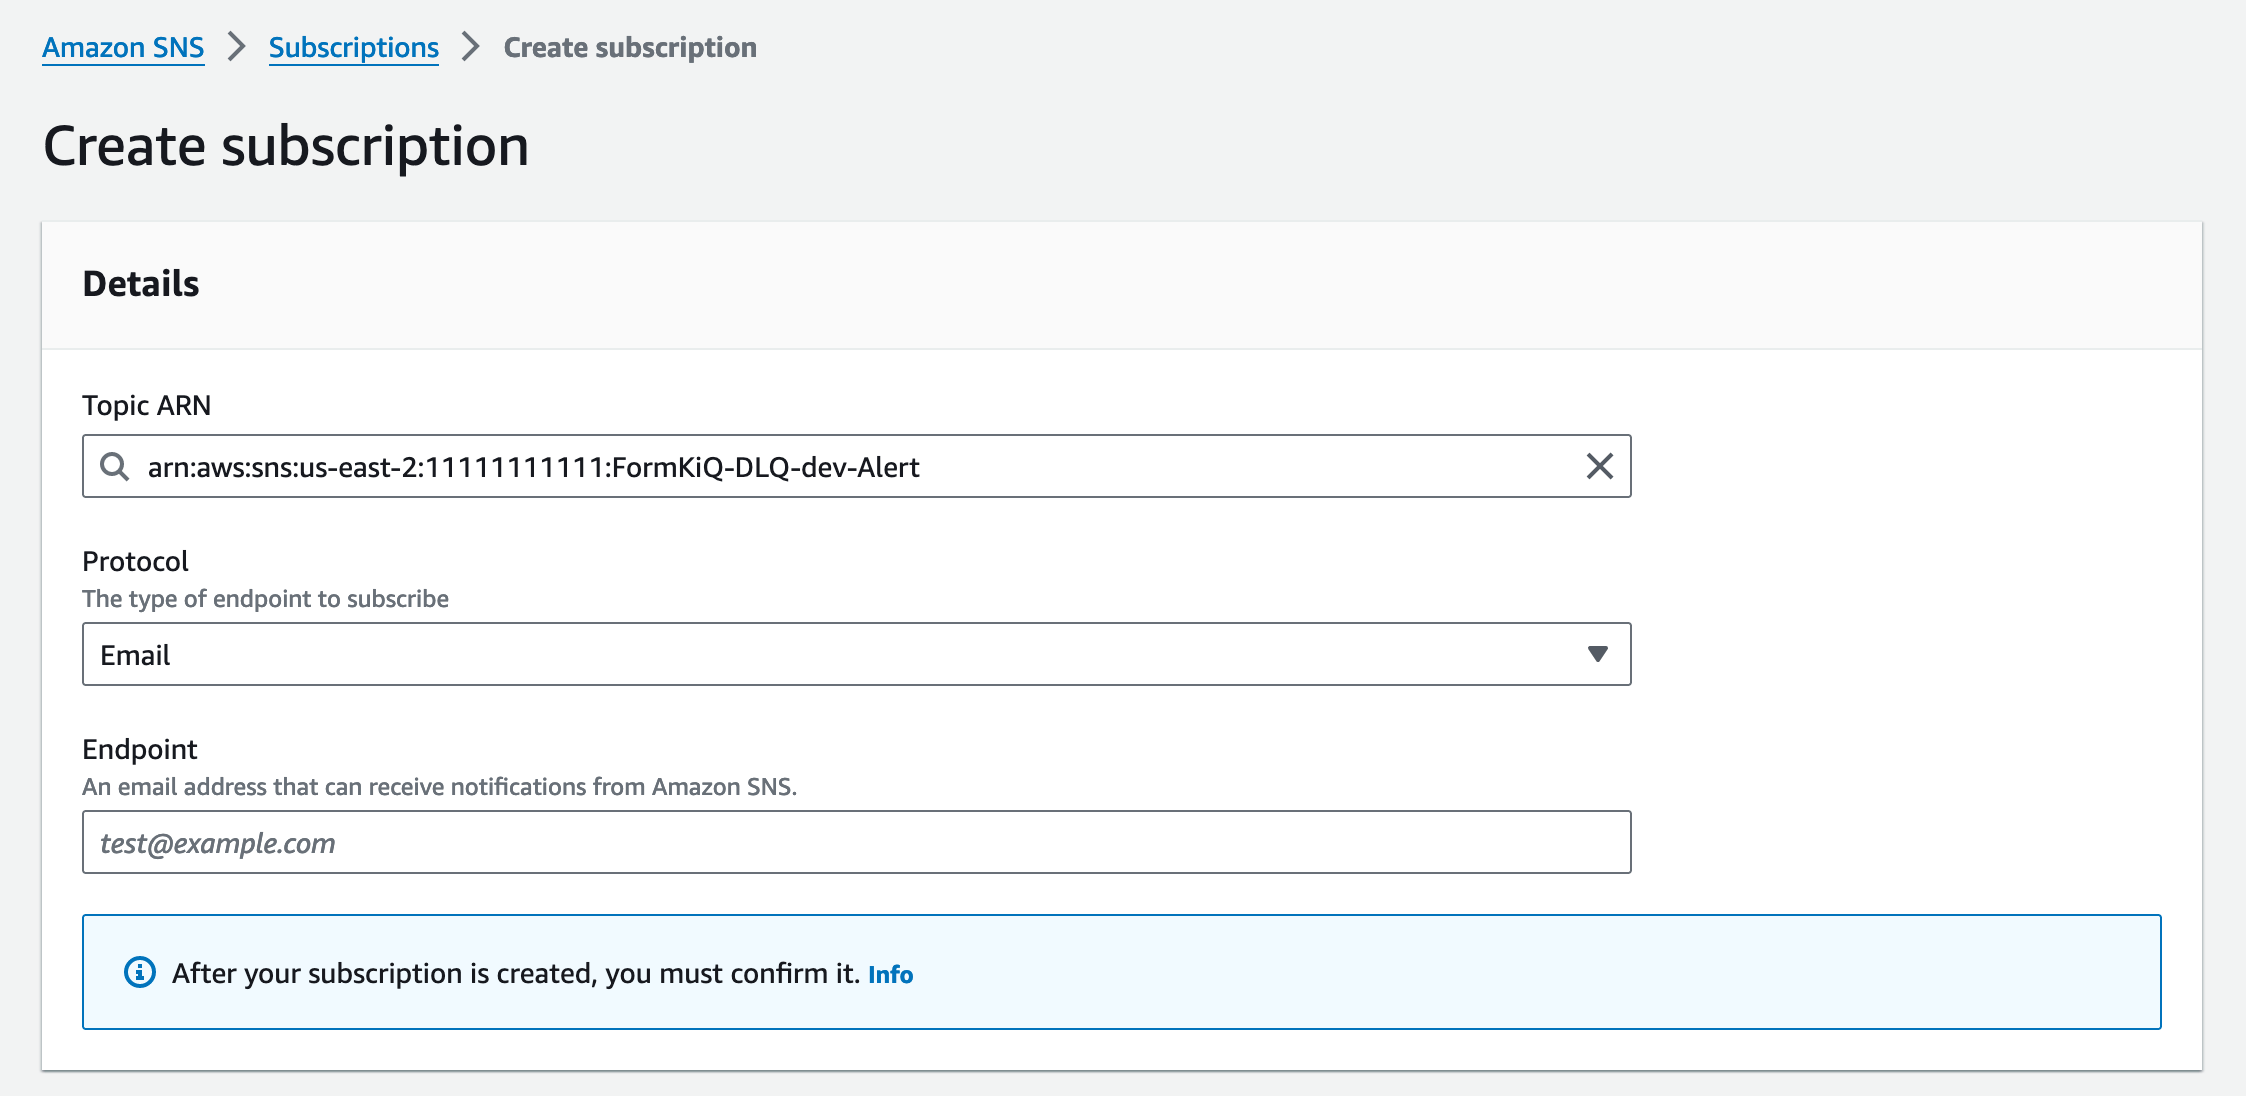 Amazon SNS > Subscriptions > Create subscription
Create subscription
Details
Topic ARN
arn:aws:sns:us-east-2:11111111111:FormKiQ-DLQ-dev-Alert
Protocol
The type of endpoint to subscribe
Email
Endpoint
An email address that can receive notifications from Amazon SNS.
test@example.com
After your subscription is created, you must confirm it. Info